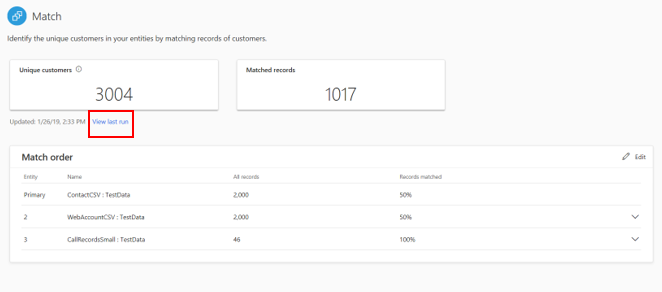 Match
Identify the unique customers in your entities by matching records of customers.
Unique customers
3004
Matched records
1017
Updated: 1/26/19, 2:33 PM View last run
Match order
Edit
Entity Name All records Records matched
Primary ContactCSV : TestData 2,000 50%
2 WebAccountCSV : TestData 2,000 50%
3 CallRecordsSmall : TestData 46 100%